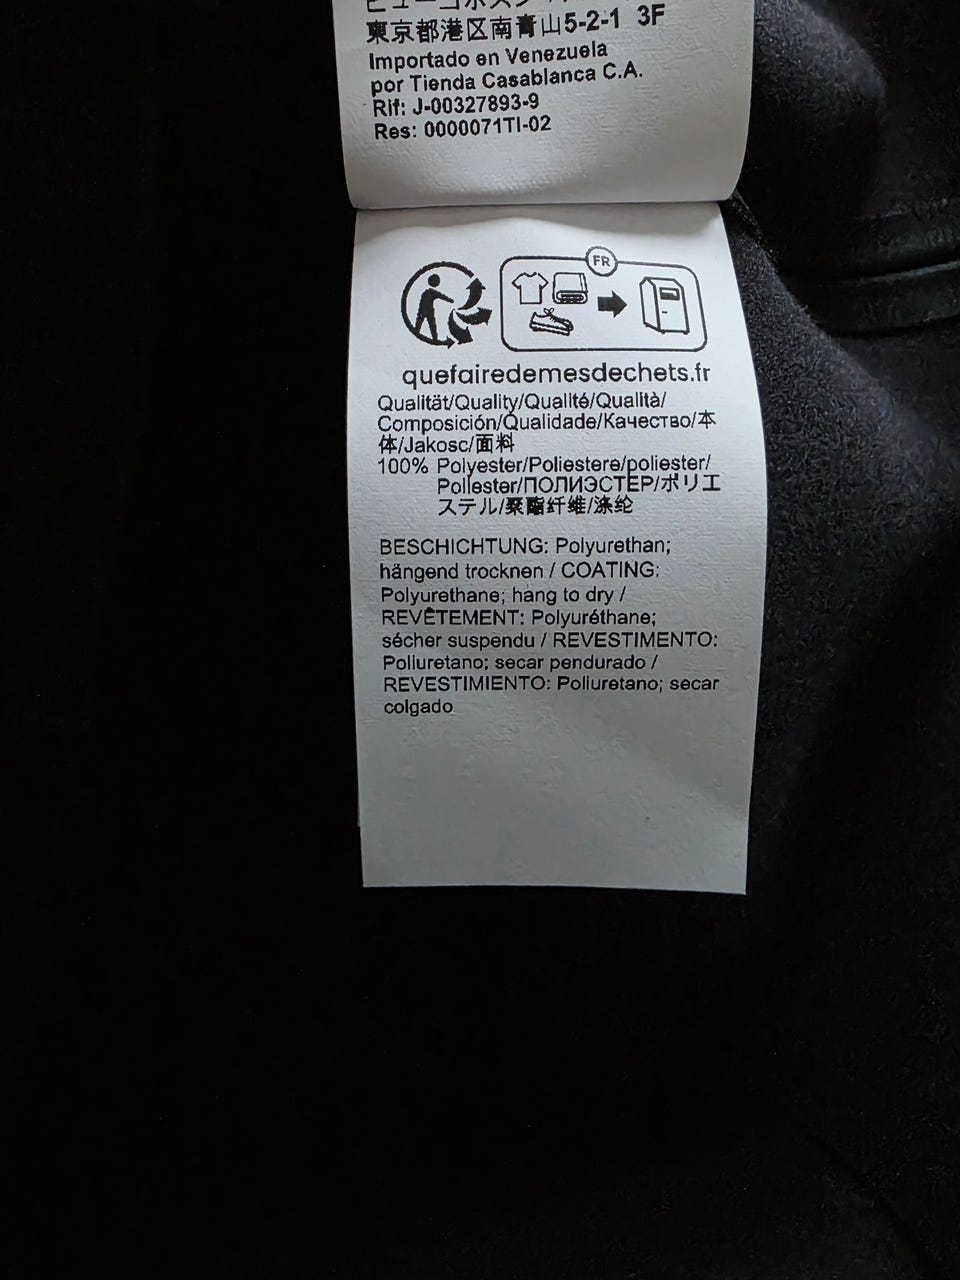 東京都港区南青山5-2-1 3F
Importado en Venezuela
por Tienda Casablanca C.A.
Rif: J-00327893-9
Res: 0000071TI-02
FR
quefairedemesdechets.fr
Qualität/Quality/Qualité/Qualità/
Composición/Qualidade/Качество/本
体/Jakosc/面料
100% Polyester/Poliestere/poliester/
Poliester/ПОЛИЭСТЕР/ポリエ
ステル/聚酯纤维/涤纶
BESCHICHTUNG: Polyurethan;
hängend trocknen / COATING:
Polyurethane; hang to dry /
REVÊTEMENT: Polyuréthane;
sécher suspendu / REVESTIMENTO:
Poliuretano; secar pendurado /
REVESTIMIENTO: Poliuretano; secar
colgado